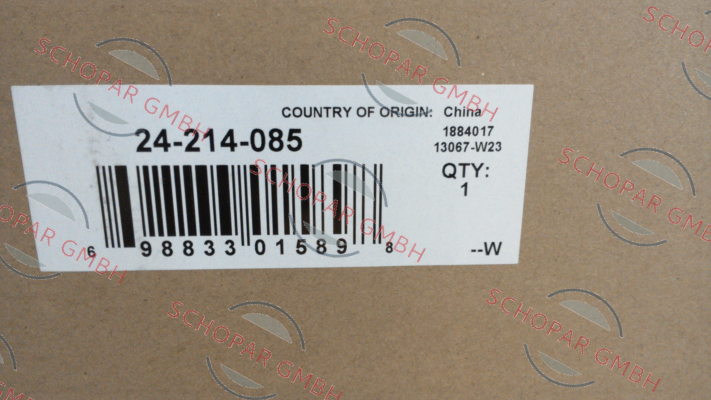 COUNTRY OF ORIGIN: China
24-214-085
1884017
13067-W23
QTY:
1
6 98833 01589 8
--W
SCHOPAR GMBH
SCHOPAR GMBH
SCHOPAR GMBH
SCHOPAR GMBH
SCHOPAR GMBH
SCHOPAR GMBH
SCHOPAR GMBH
SCHOPAR GMBH